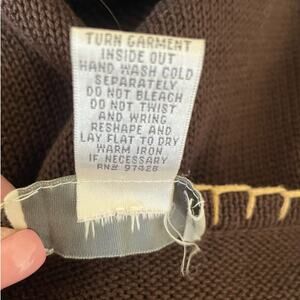 TURN GARMENT
INSIDE OUT
HAND WASH COLD
SEPARATELY
DO NOT BLEACH
DO NOT TWIST
AND WRING
RESHAPE AND
LAY FLAT TO DRY
WARM IRON
IF NECESSARY
RN# 97428